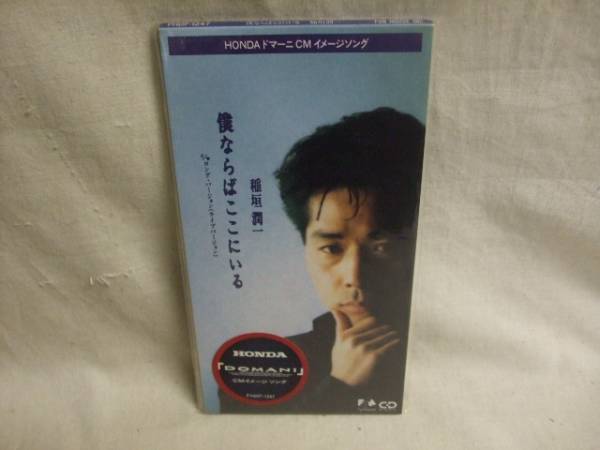 HONDAドマーニCMイメージソング
僕ならばここにいる
稲垣潤一
HONDA
「DOMANI」
CMイメージ ソング
FHDF-1247
CD